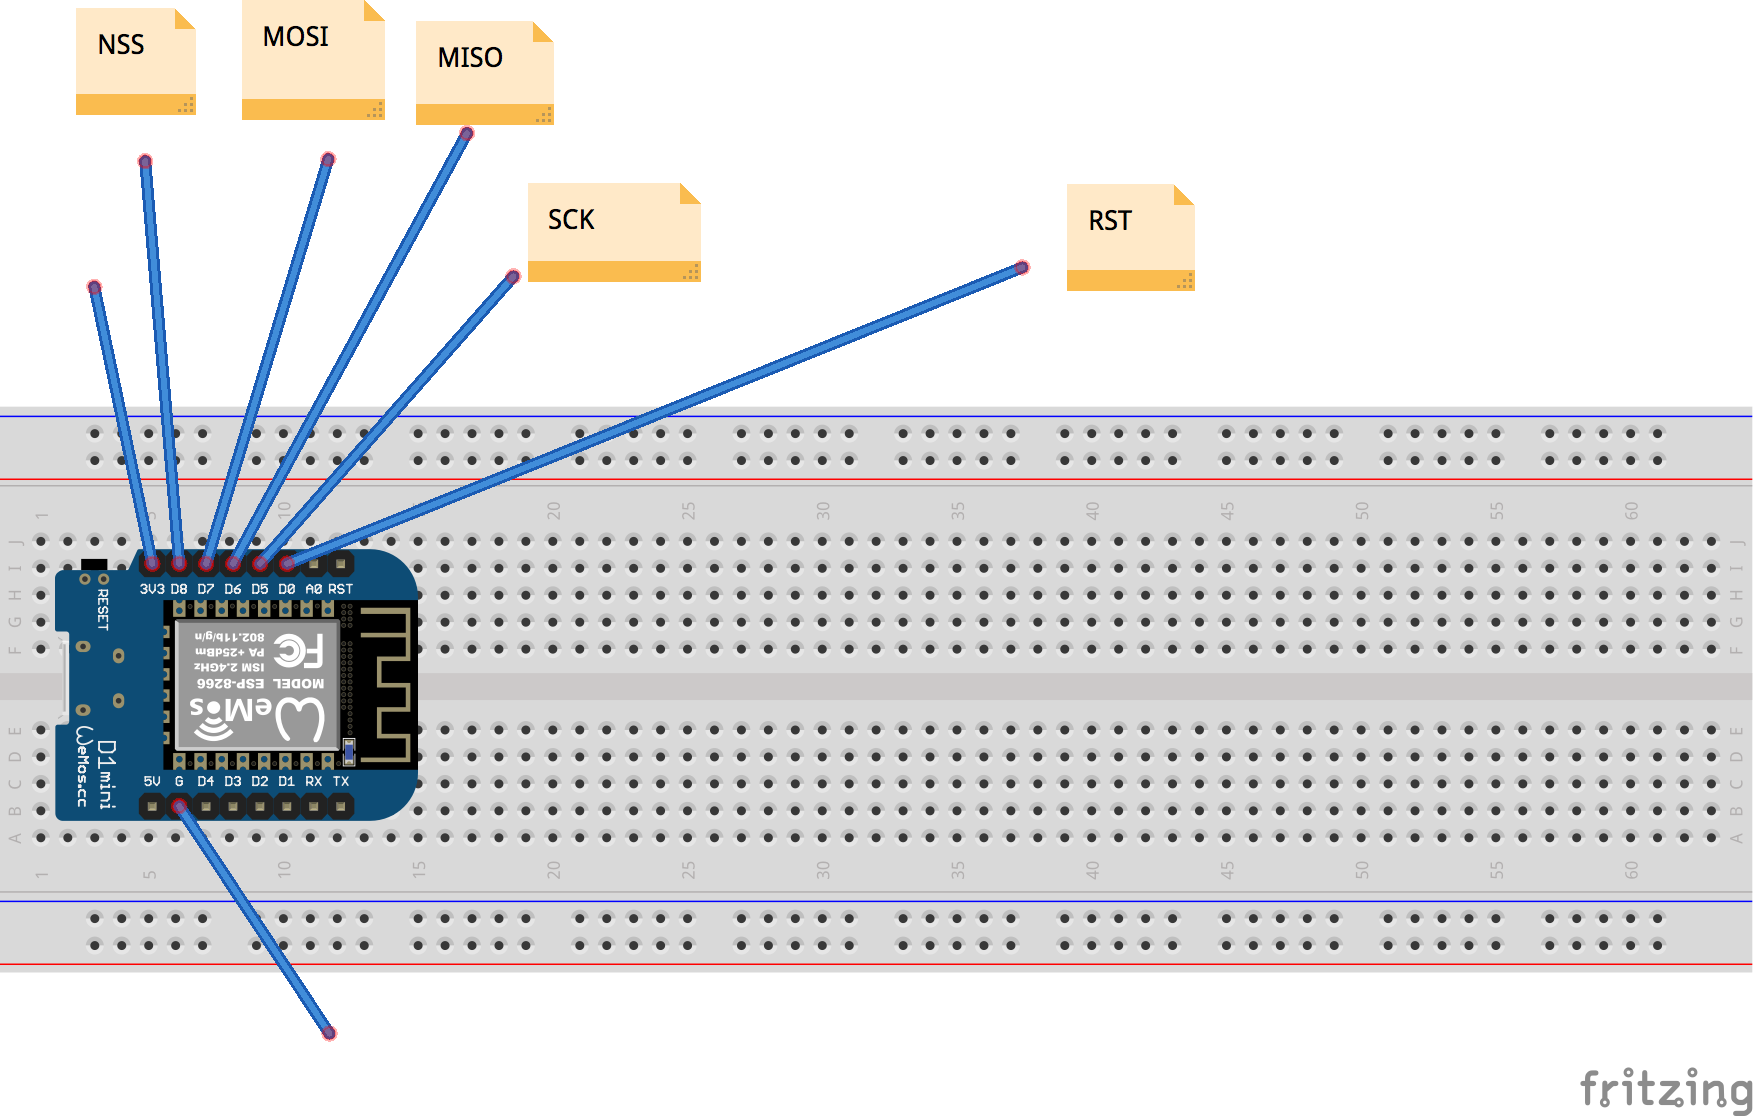 NSS
MOSI
MISO
SCK
RST
1 5 10 20 25 30 35 40 45 50 55 60
J J
I I
H H
G G
F F
3V3 D8 D7 D6 D5 D0 A0 RST
RESET
802.11b/g/n
PA +25dBm
ISM 2.4GHz
MODEL ESP-8266
FC
WeMos
D1mini
WeMos.cc
5V G D4 D3 D2 D1 RX TX
E E
D D
C C
B B
A A
1 5 10 15 20 25 30 35 40 45 50 55 60
fritzing